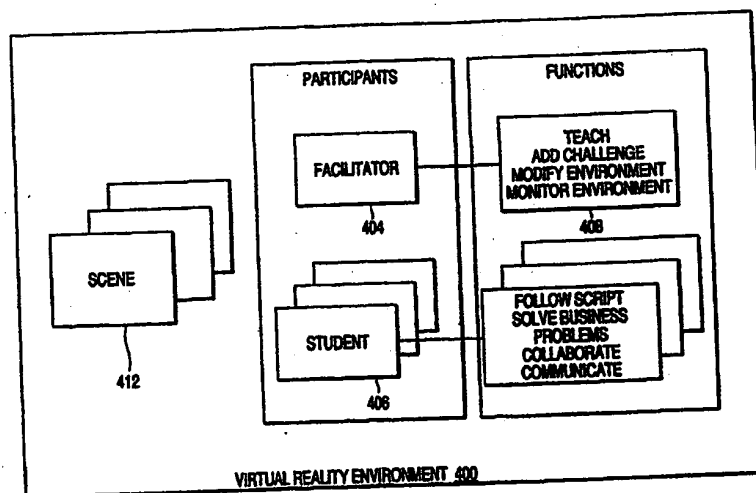 PARTICIPANTS
FUNCTIONS
FACILITATOR
404
TEACH
ADD CHALLENGE
MODIFY ENVIRONMENT
MONITOR ENVIRONMENT
408
SCENE
412
STUDENT
406
FOLLOW SCRIPT
SOLVE BUSINESS
PROBLEMS
COLLABORATE
COMMUNICATE
VIRTUAL REALITY ENVIRONMENT 400